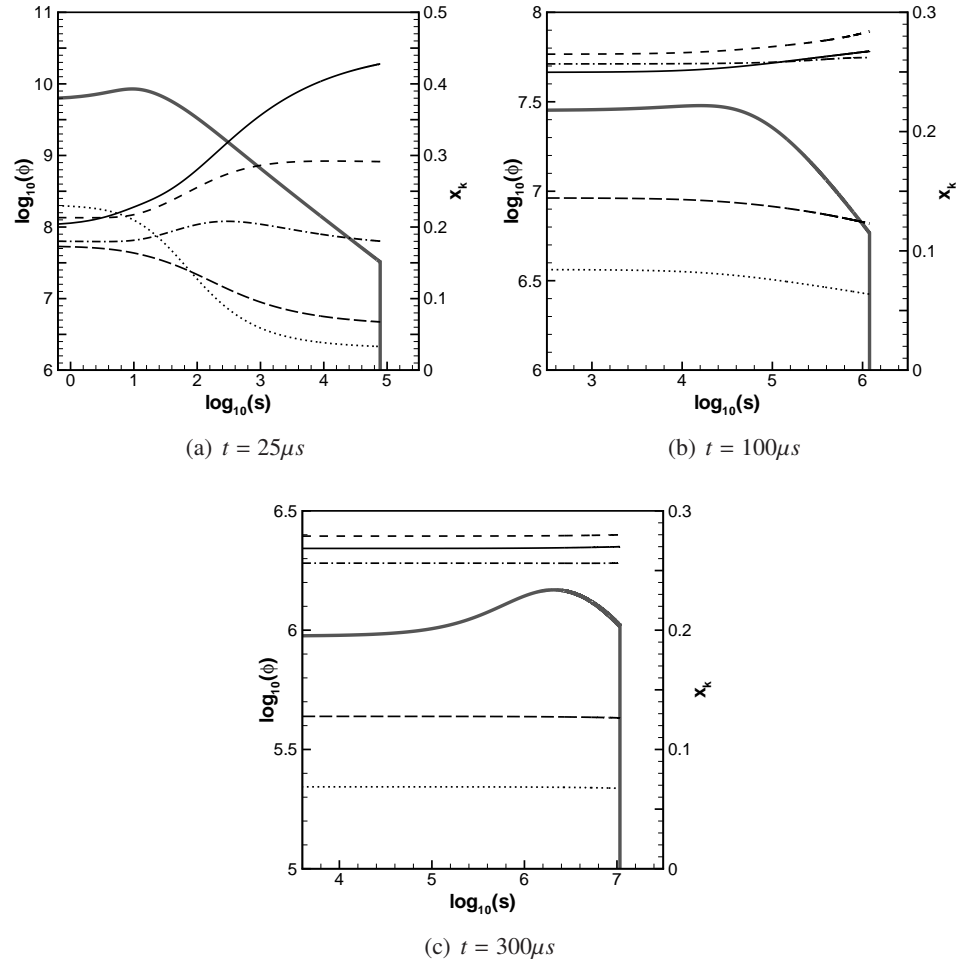 11
10
9
8
7
6
log₁₀(ϕ)
0.5
0.4
0.3
0.2
0.1
0
x_k
0 1 2 3 4 5
log₁₀(s)
(a) t = 25μs
8
7.5
7
6.5
6
log₁₀(ϕ)
0.3
0.2
0.1
0
x_k
3 4 5 6
log₁₀(s)
(b) t = 100μs
6.5
6
5.5
5
log₁₀(ϕ)
0.3
0.2
0.1
0
x_k
4 5 6 7
log₁₀(s)
(c) t = 300μs